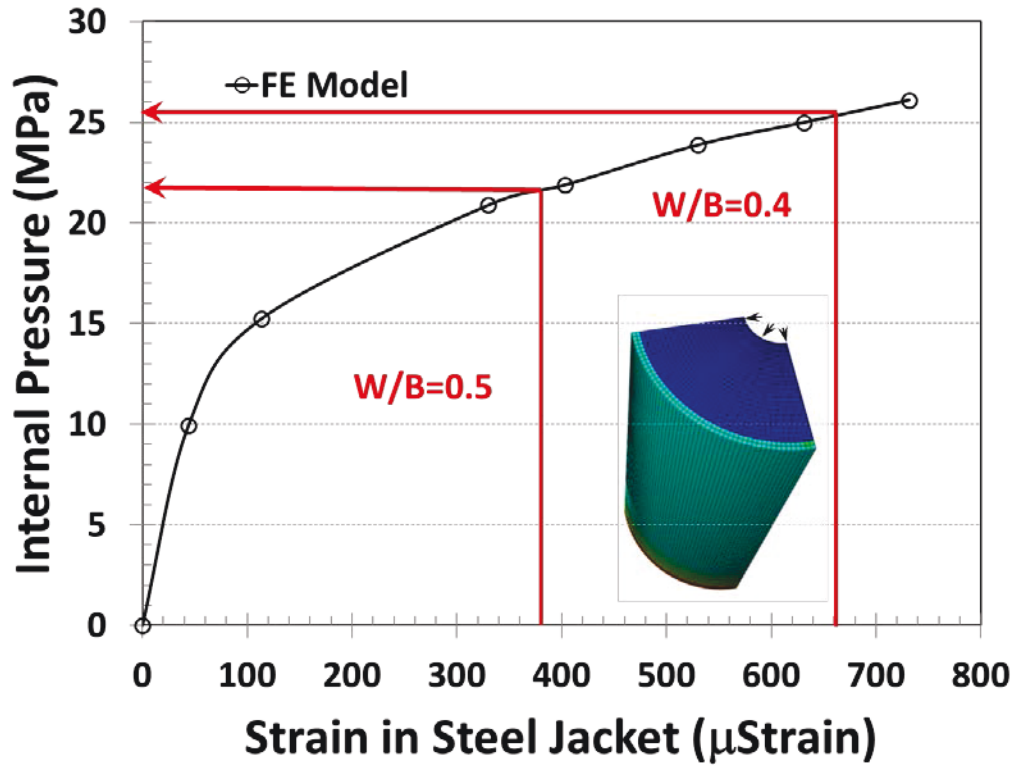 30
25
20
15
10
5
0
Internal Pressure (MPa)
FE Model
W/B=0.4
W/B=0.5
0 100 200 300 400 500 600 700 800
Strain in Steel Jacket (μStrain)